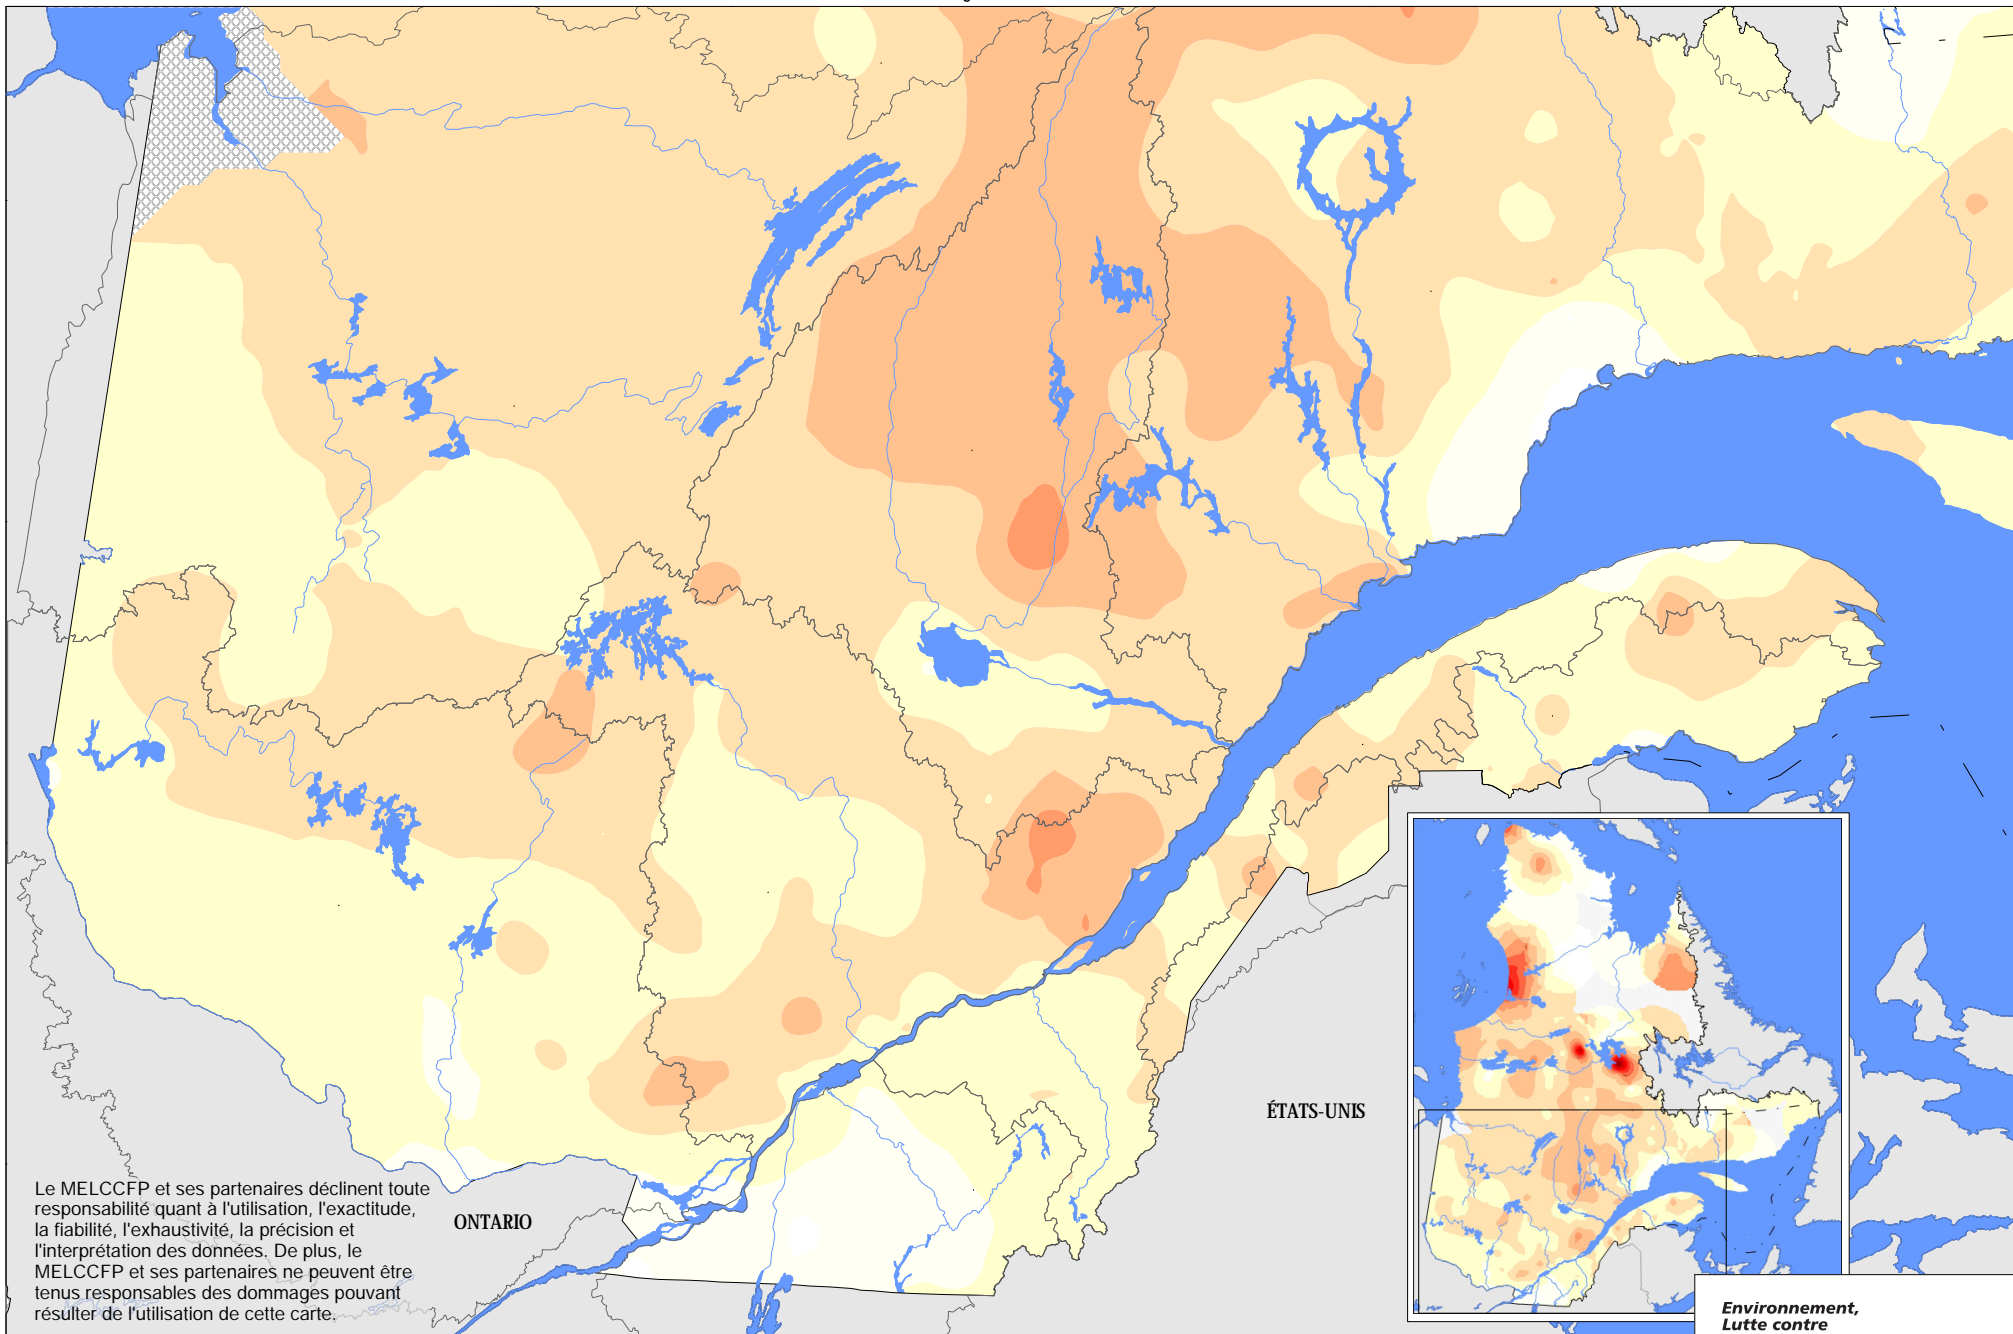 ÉTATS-UNIS
Le MELCCFP et ses partenaires déclinent toute
responsabilité quant à l'utilisation, l'exactitude,
la fiabilité, l'exhaustivité, la précision et
l'interprétation des données. De plus, le
MELCCFP et ses partenaires ne peuvent être
tenus responsables des dommages pouvant
résulter de l'utilisation de cette carte.
ONTARIO
Environnement,
Lutte contre